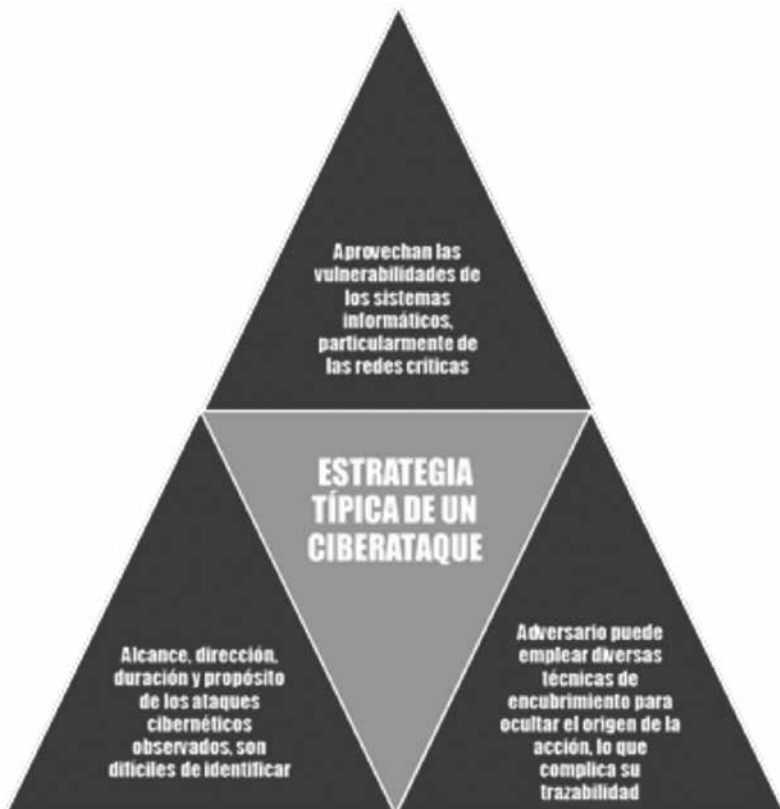 Aprovechan las
vulnerabilidades de
los sistemas
informáticos,
particularmente de
las redes críticas
ESTRATEGIA
TÍPICA DE UN
CIBERATAQUE
Alcance, dirección,
duración y propósito
de los ataques
cibernéticos
observados, son
difíciles de identificar
Adversario puede
emplear diversas
técnicas de
encubrimiento para
ocultar el origen de la
acción, lo que
complica su
trazabilidad